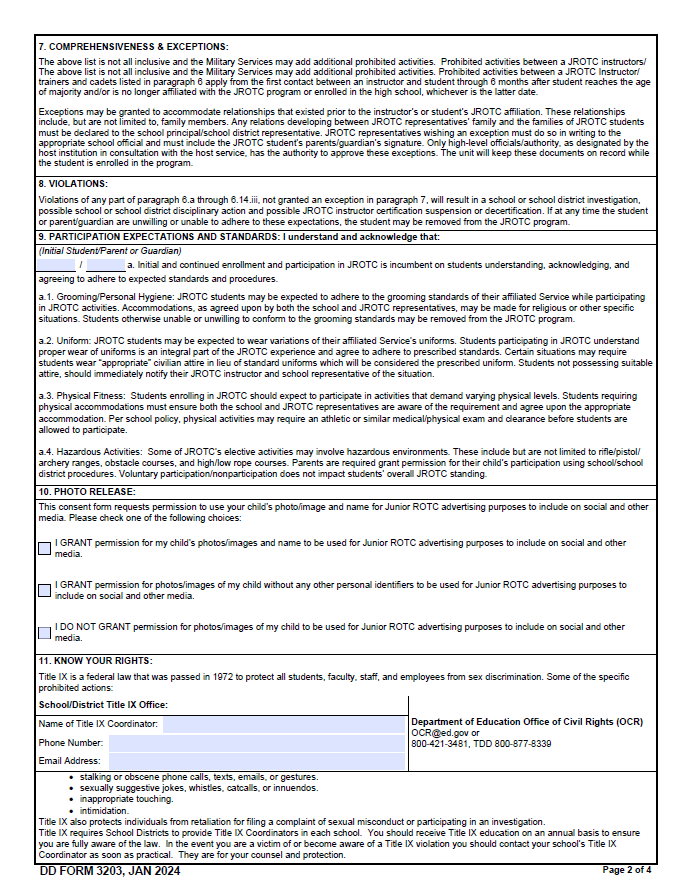 7. COMPREHENSIVENESS & EXCEPTIONS:
The above list is not all inclusive and the Military Services may add additional prohibited activities. Prohibited activities between a JROTC instructors/
The above list is not all inclusive and the Military Services may add additional prohibited activities. Prohibited activities between a JROTC Instructor/
trainers and cadets listed in paragraph 6 apply from the first contact between an instructor and student through 6 months after student reaches the age
of majority and/or is no longer affiliated with the JROTC program or enrolled in the high school, whichever is the latter date.
Exceptions may be granted to accommodate relationships that existed prior to the instructor's or student's JROTC affiliation. These relationships
include, but are not limited to, family members. Any relations developing between JROTC representatives' family and the families of JROTC students
must be declared to the school principal/school district representative. JROTC representatives wishing an exception must do so in writing to the
appropriate school official and must include the JROTC student's parents/guardian's signature. Only high-level officials/authority, as designated by the
host institution in consultation with the host service, has the authority to approve these exceptions. The unit will keep these documents on record while
the student is enrolled in the program.
8. VIOLATIONS:
Violations of any part of paragraph 6.a through 6.14.iii, not granted an exception in paragraph 7, will result in a school or school district investigation,
possible school or school district disciplinary action and possible JROTC instructor certification suspension or decertification. If at any time the student
or parent/guardian are unwilling or unable to adhere to these expectations, the student may be removed from the JROTC program.
9. PARTICIPATION EXPECTATIONS AND STANDARDS: I understand and acknowledge that:
(Initial Student/Parent or Guardian)
/ a. Initial and continued enrollment and participation in JROTC is incumbent on students understanding, acknowledging, and
agreeing to adhere to expected standards and procedures.
a.1. Grooming/Personal Hygiene: JROTC students may be expected to adhere to the grooming standards of their affiliated Service while participating
in JROTC activities. Accommodations, as agreed upon by both the school and JROTC representatives, may be made for religious or other specific
situations. Students otherwise unable or unwilling to conform to the grooming standards may be removed from the JROTC program.
a.2. Uniform: JROTC students may be expected to wear variations of their affiliated Service's uniforms. Students participating in JROTC understand
proper wear of uniforms is an integral part of the JROTC experience and agree to adhere to prescribed standards. Certain situations may require
students wear "appropriate" civilian attire in lieu of standard uniforms which will be considered the prescribed uniform. Students not possessing suitable
attire, should immediately notify their JROTC instructor and school representative of the situation.
a.3. Physical Fitness: Students enrolling in JROTC should expect to participate in activities that demand varying physical levels. Students requiring
physical accommodations must ensure both the school and JROTC representatives are aware of the requirement and agree upon the appropriate
accommodation. Per school policy, physical activities may require an athletic or similar medical/physical exam and clearance before students are
allowed to participate.
a.4. Hazardous Activities: Some of JROTC's elective activities may involve hazardous environments. These include but are not limited to rifle/pistol/
archery ranges, obstacle courses, and high/low rope courses. Parents are required grant permission for their child's participation using school/school
district procedures. Voluntary participation/nonparticipation does not impact students' overall JROTC standing.
10. PHOTO RELEASE:
This consent form requests permission to use your child's photo/image and name for Junior ROTC advertising purposes to include on social and other
media. Please check one of the following choices:
I GRANT permission for my child's photos/images and name to be used for Junior ROTC advertising purposes to include on social and other
media.
I GRANT permission for photos/images of my child without any other personal identifiers to be used for Junior ROTC advertising purposes to
include on social and other media.
I DO NOT GRANT permission for photos/images of my child to be used for Junior ROTC advertising purposes to include on social and other
media.
11. KNOW YOUR RIGHTS:
Title IX is a federal law that was passed in 1972 to protect all students, faculty, staff, and employees from sex discrimination. Some of the specific
prohibited actions:
School/District Title IX Office:
Name of Title IX Coordinator:
Phone Number:
Email Address:
Department of Education Office of Civil Rights (OCR)
OCR@ed.gov or
800-421-3481, TDD 800-877-8339
• stalking or obscene phone calls, texts, emails, or gestures.
• sexually suggestive jokes, whistles, catcalls, or innuendos.
• inappropriate touching.
• intimidation.
Title IX also protects individuals from retaliation for filing a complaint of sexual misconduct or participating in an investigation.
Title IX requires School Districts to provide Title IX Coordinators in each school. You should receive Title IX education on an annual basis to ensure
you are fully aware of the law. In the event you are a victim of or become aware of a Title IX violation you should contact your school's Title IX
Coordinator as soon as practical. They are for your counsel and protection.
DD FORM 3203, JAN 2024
Page 2 of 4